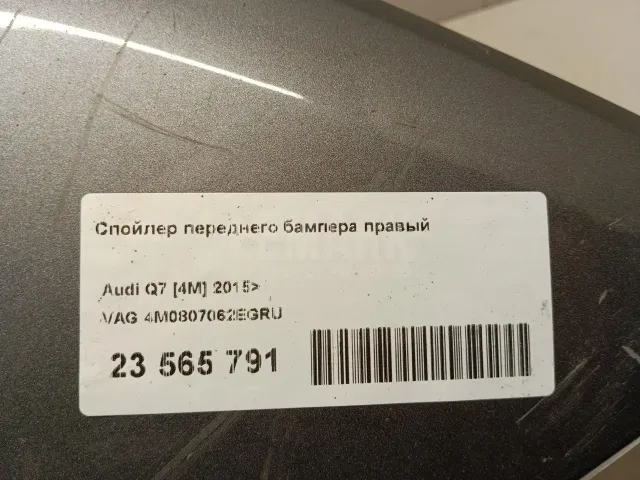 Спойлер переднего бампера правый
Audi Q7 [4M] 2015>
VAG 4M0807062EGRU
23 565 791